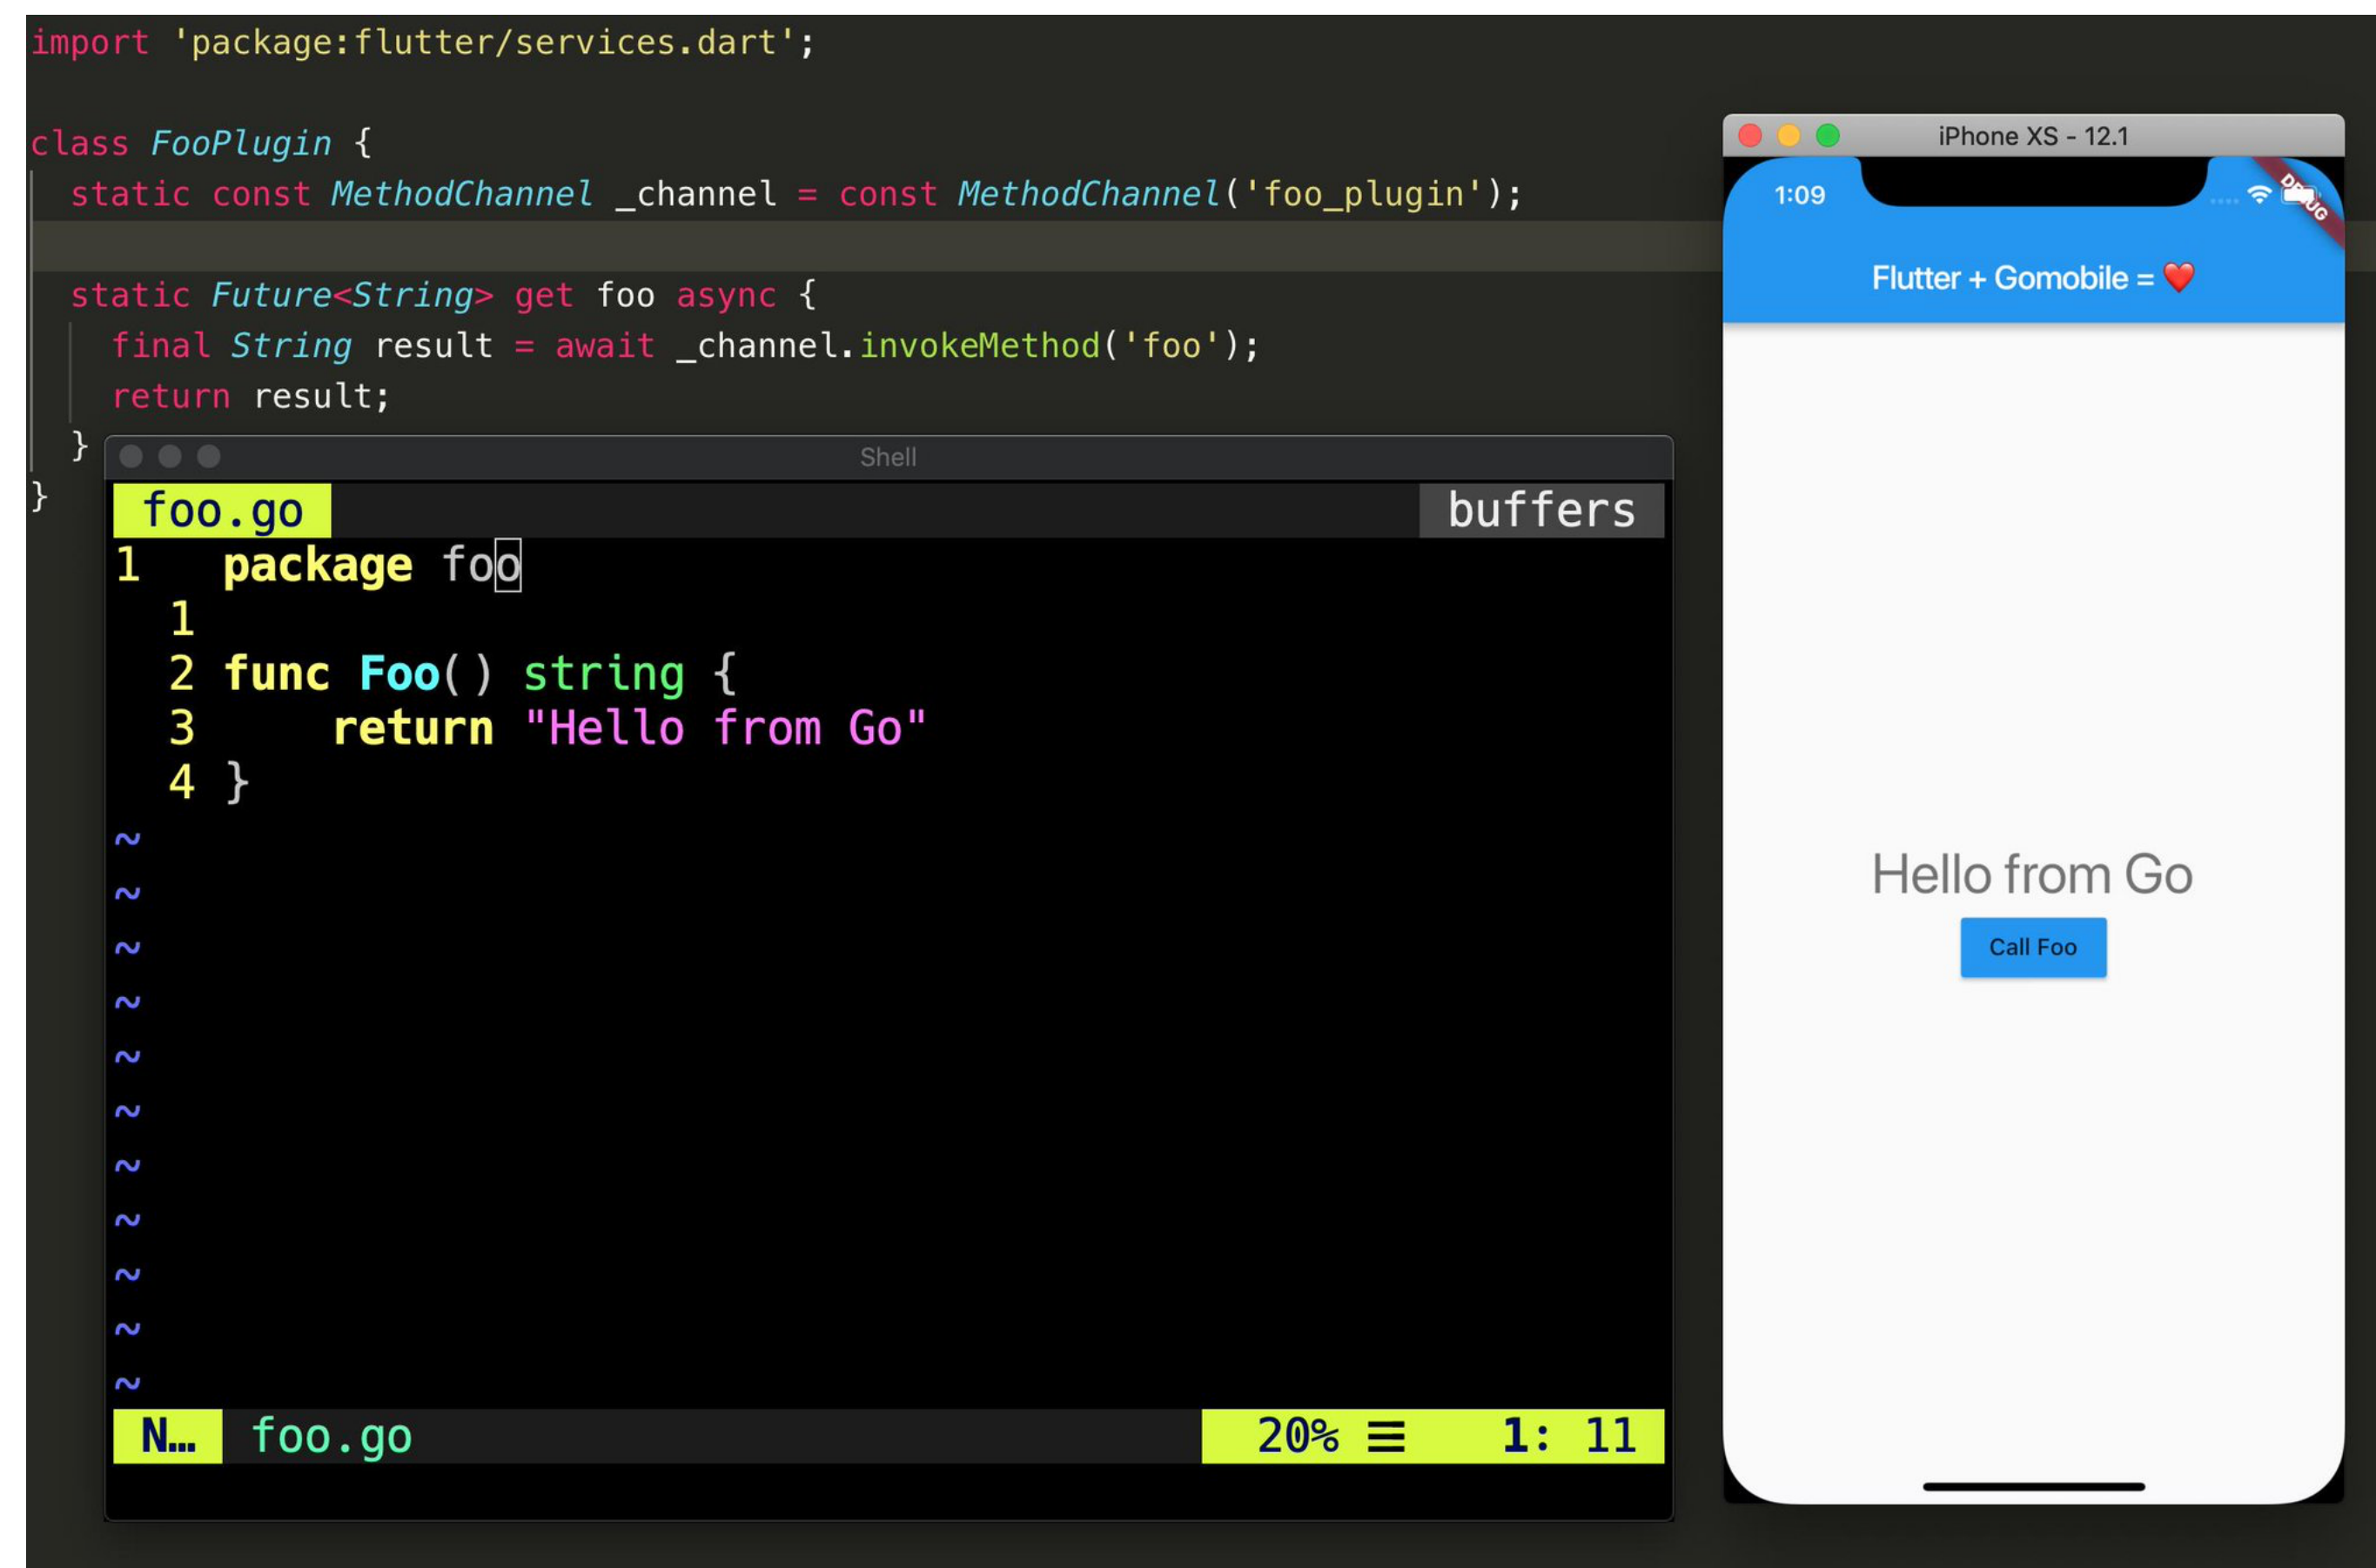 import 'package:flutter/services.dart';
class FooPlugin {
static const MethodChannel _channel = const MethodChannel('foo_plugin');
static Future<String> get foo async {
final String result = await _channel.invokeMethod('foo');
return result;
}
}
Shell
foo.go buffers
1 package foo
1
2 func Foo() string {
3 return "Hello from Go"
4 }
~
~
~
~
~
~
~
~
~
~
~
N… foo.go 20% ☰ 1: 11
iPhone XS - 12.1
1:09
DEBUG
Flutter + Gomobile = ❤️
Hello from Go
Call Foo